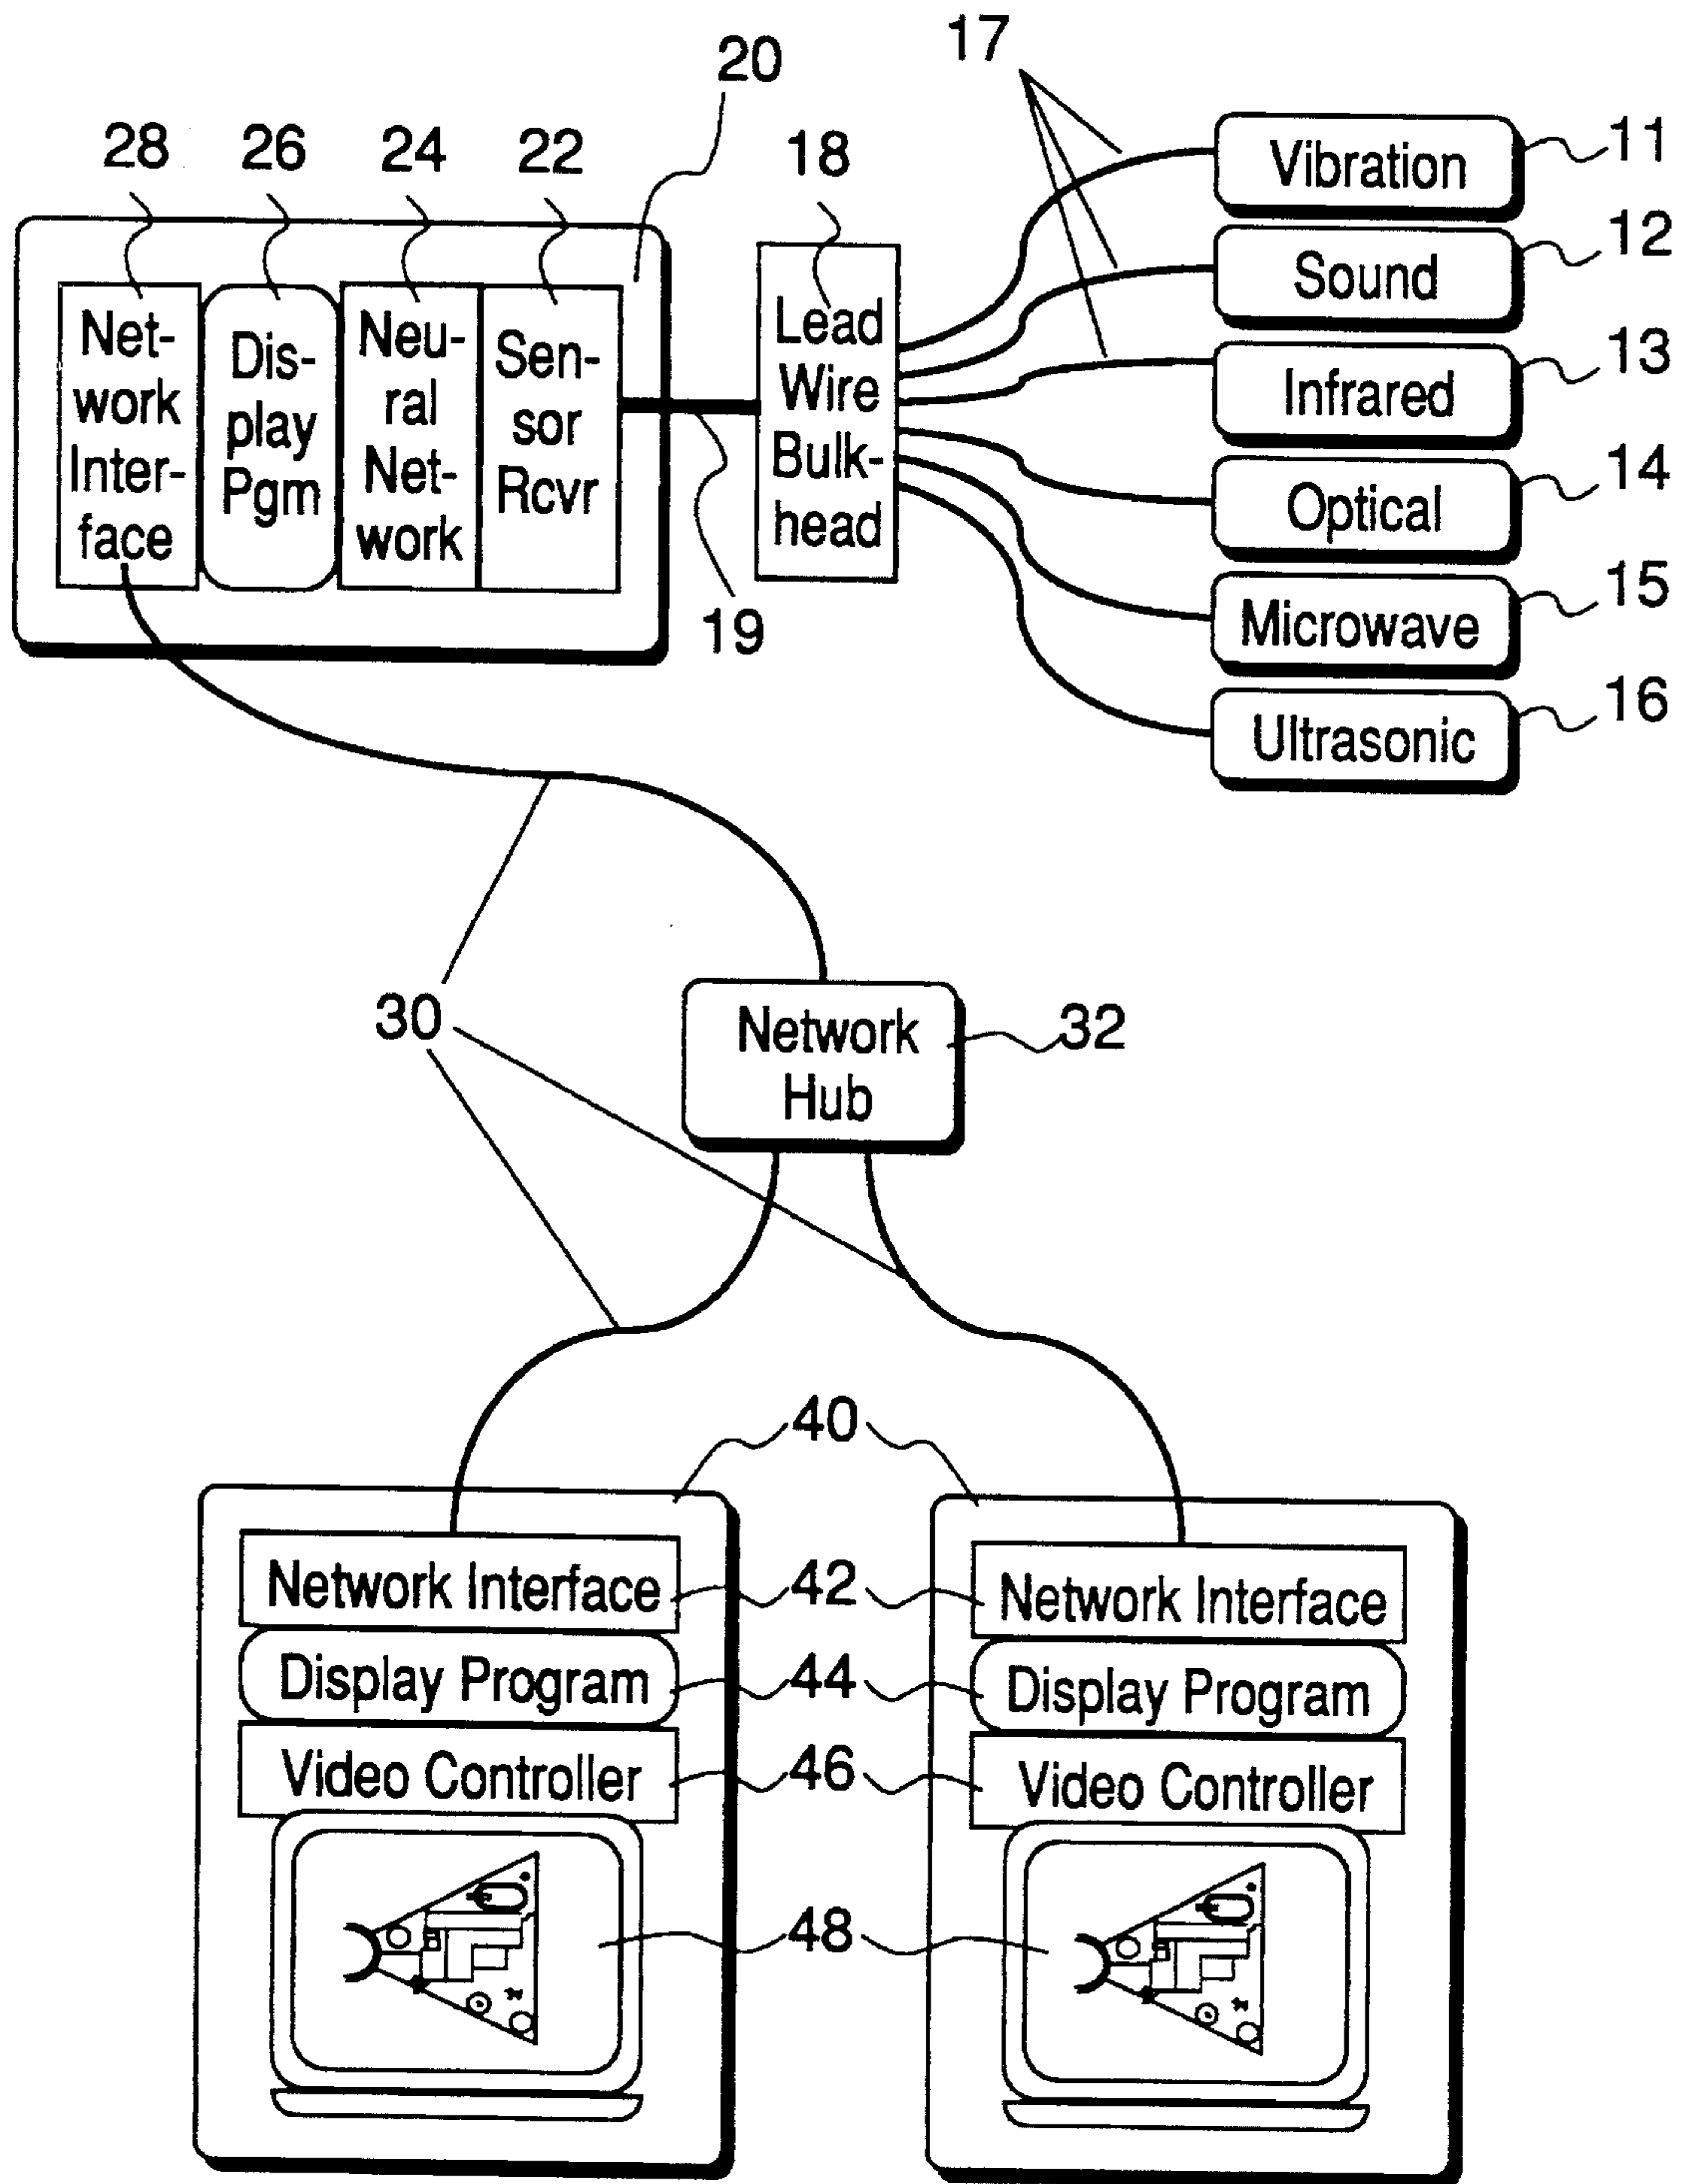 17
20
28
26
24
22
18
11
Vibration
12
Sound
13
Infrared
14
Optical
15
Microwave
16
Ultrasonic
Net-
work
Inter-
face
Dis-
play
Pgm
Neu-
ral
Net-
work
Sen-
sor
Rcvr
Lead
Wire
Bulk-
head
19
30
Network
Hub
32
40
Network Interface
42
Network Interface
Display Program
44
Display Program
Video Controller
46
Video Controller
48